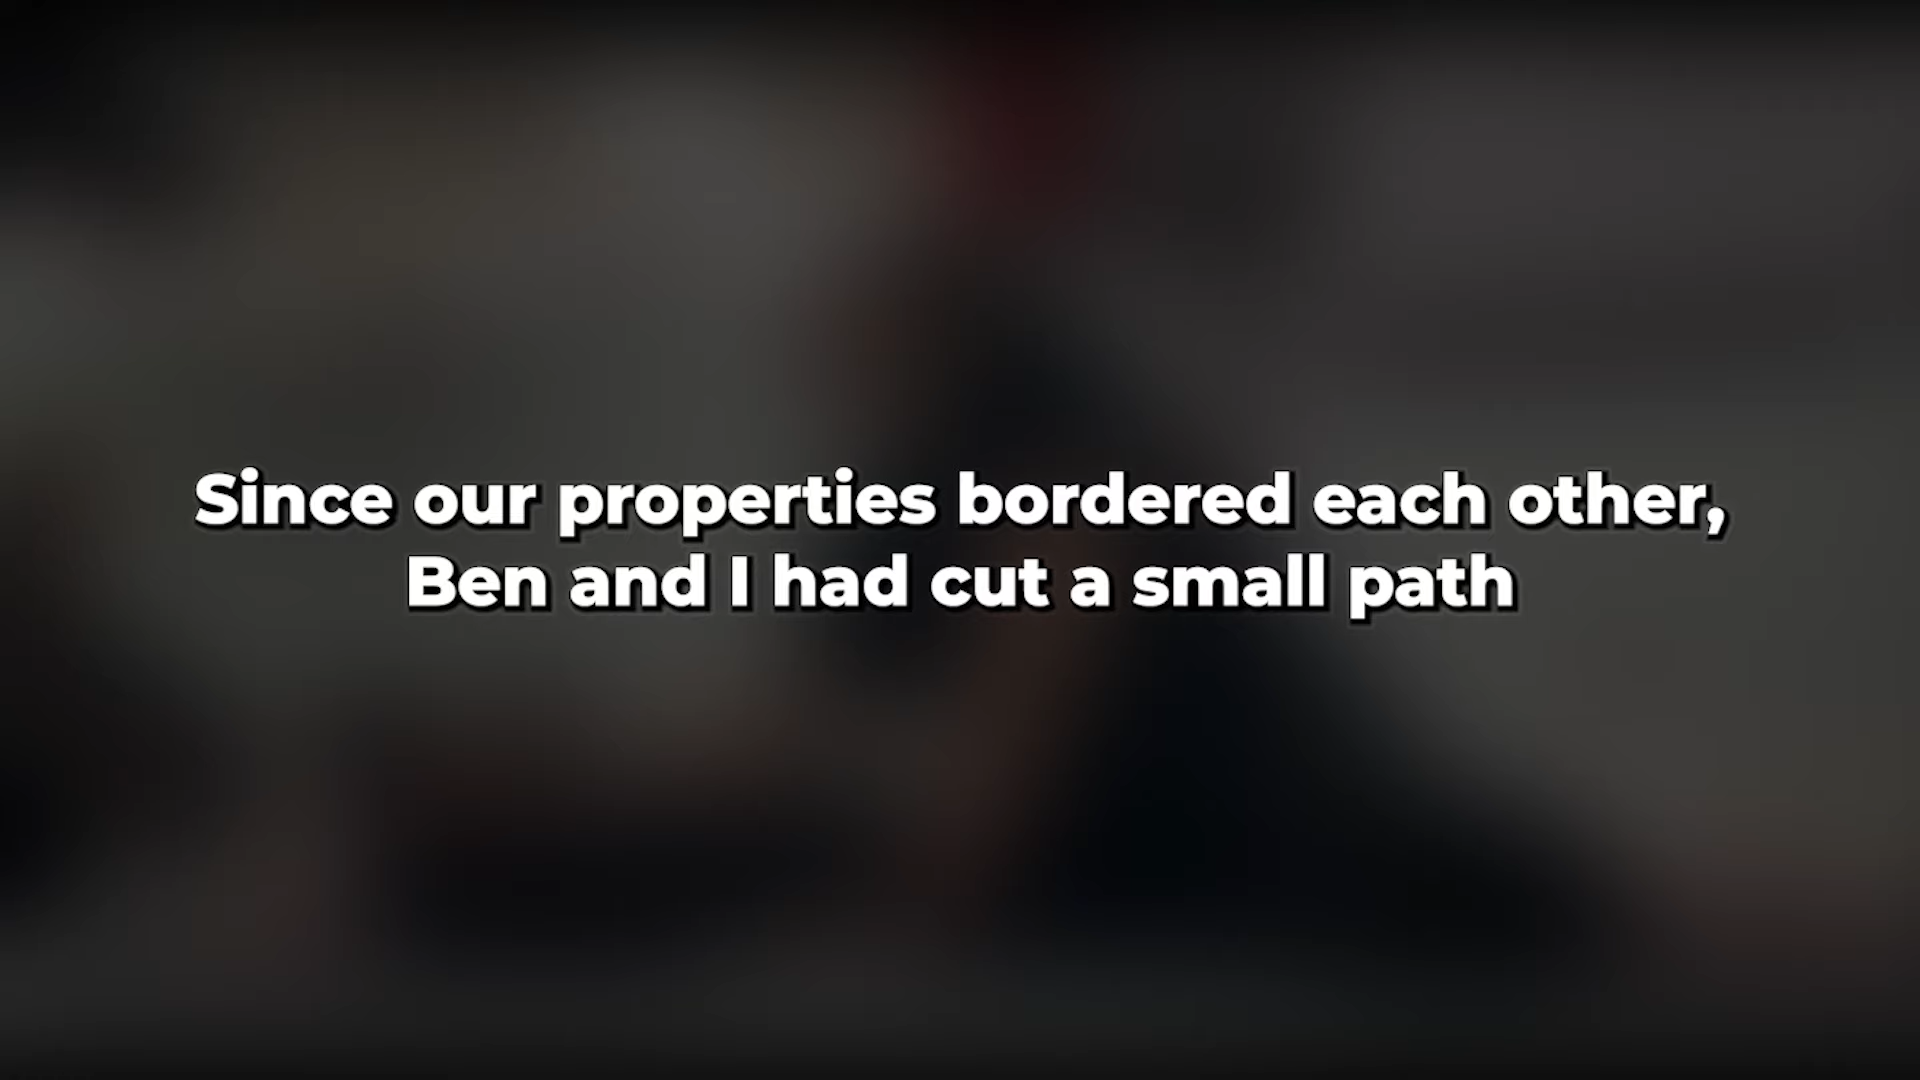 Since our properties bordered each other,
Ben and I had cut a small path